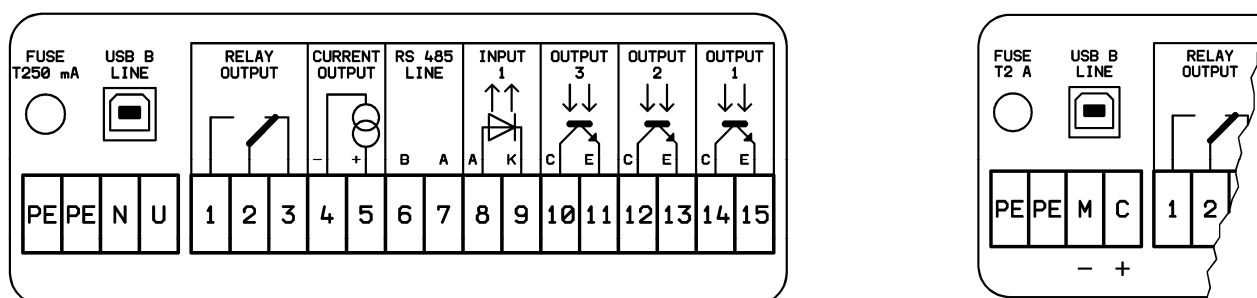 FUSE
T250 mA
USB B
LINE
RELAY
OUTPUT
CURRENT
OUTPUT
RS 485
LINE
INPUT
1
OUTPUT
3
OUTPUT
2
OUTPUT
1
- + B A A K C E C E C E
PE PE N U 1 2 3 4 5 6 7 8 9 10 11 12 13 14 15
FUSE
T2 A
USB B
LINE
RELAY
OUTPUT
PE PE M C 1 2
- +